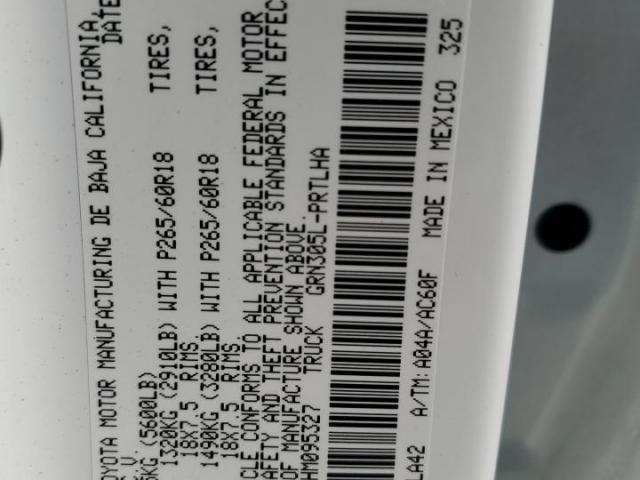 OYOTA MOTOR MANUFACTURING DE BAJA CALIFORNIA,
DATE
5KG (5600LB)
1320KG (2910LB) WITH P265/60R18 TIRES,
18X7.5 RIMS.
1490KG (3280LB) WITH P265/60R18 TIRES,
18X7.5 RIMS.
CLE CONFORMS TO ALL APPLICABLE FEDERAL MOTOR
AFETY AND THEFT PREVENTION STANDARDS IN EFFEC
OF MANUFACTURE SHOWN ABOVE.
HM095327 TRUCK GRN305L-PRTLHA
LA42 A/TM:A04A/AC60F MADE IN MEXICO 325